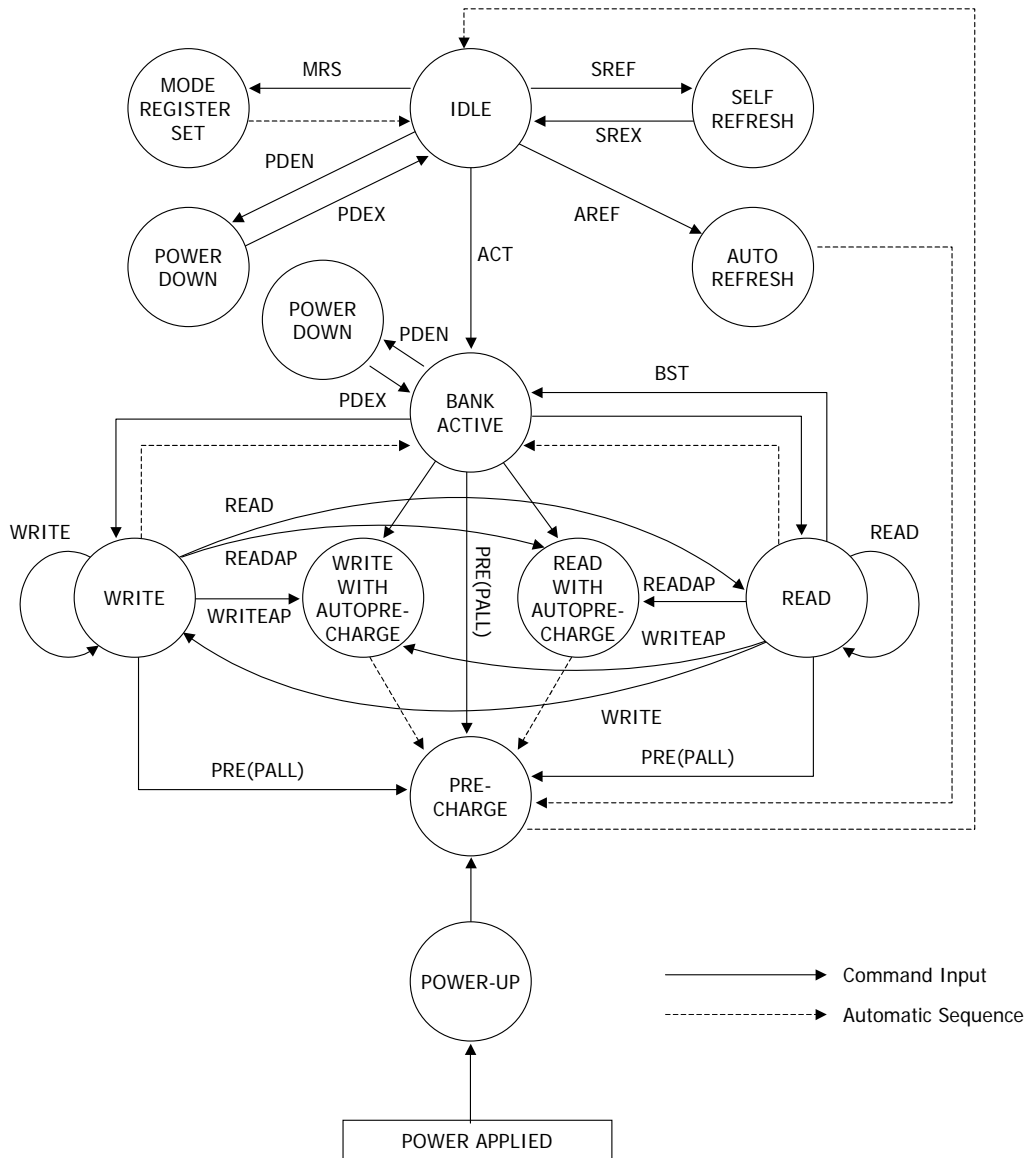 MRS
SREF
MODE
REGISTER
SET
IDLE
SELF
REFRESH
SREX
PDEN
PDEX
AREF
POWER
DOWN
ACT
AUTO
REFRESH
POWER
DOWN
PDEN
PDEX
BST
BANK
ACTIVE
READ
WRITE
READ
READAP
WRITE
WITH
AUTOPRE-
CHARGE
PRE(PALL)
READ
WITH
AUTOPRE-
CHARGE
READAP
WRITE
WRITEAP
READ
WRITEAP
WRITE
PRE(PALL)
PRE(PALL)
PRE-
CHARGE
POWER-UP
Command Input
Automatic Sequence
POWER APPLIED